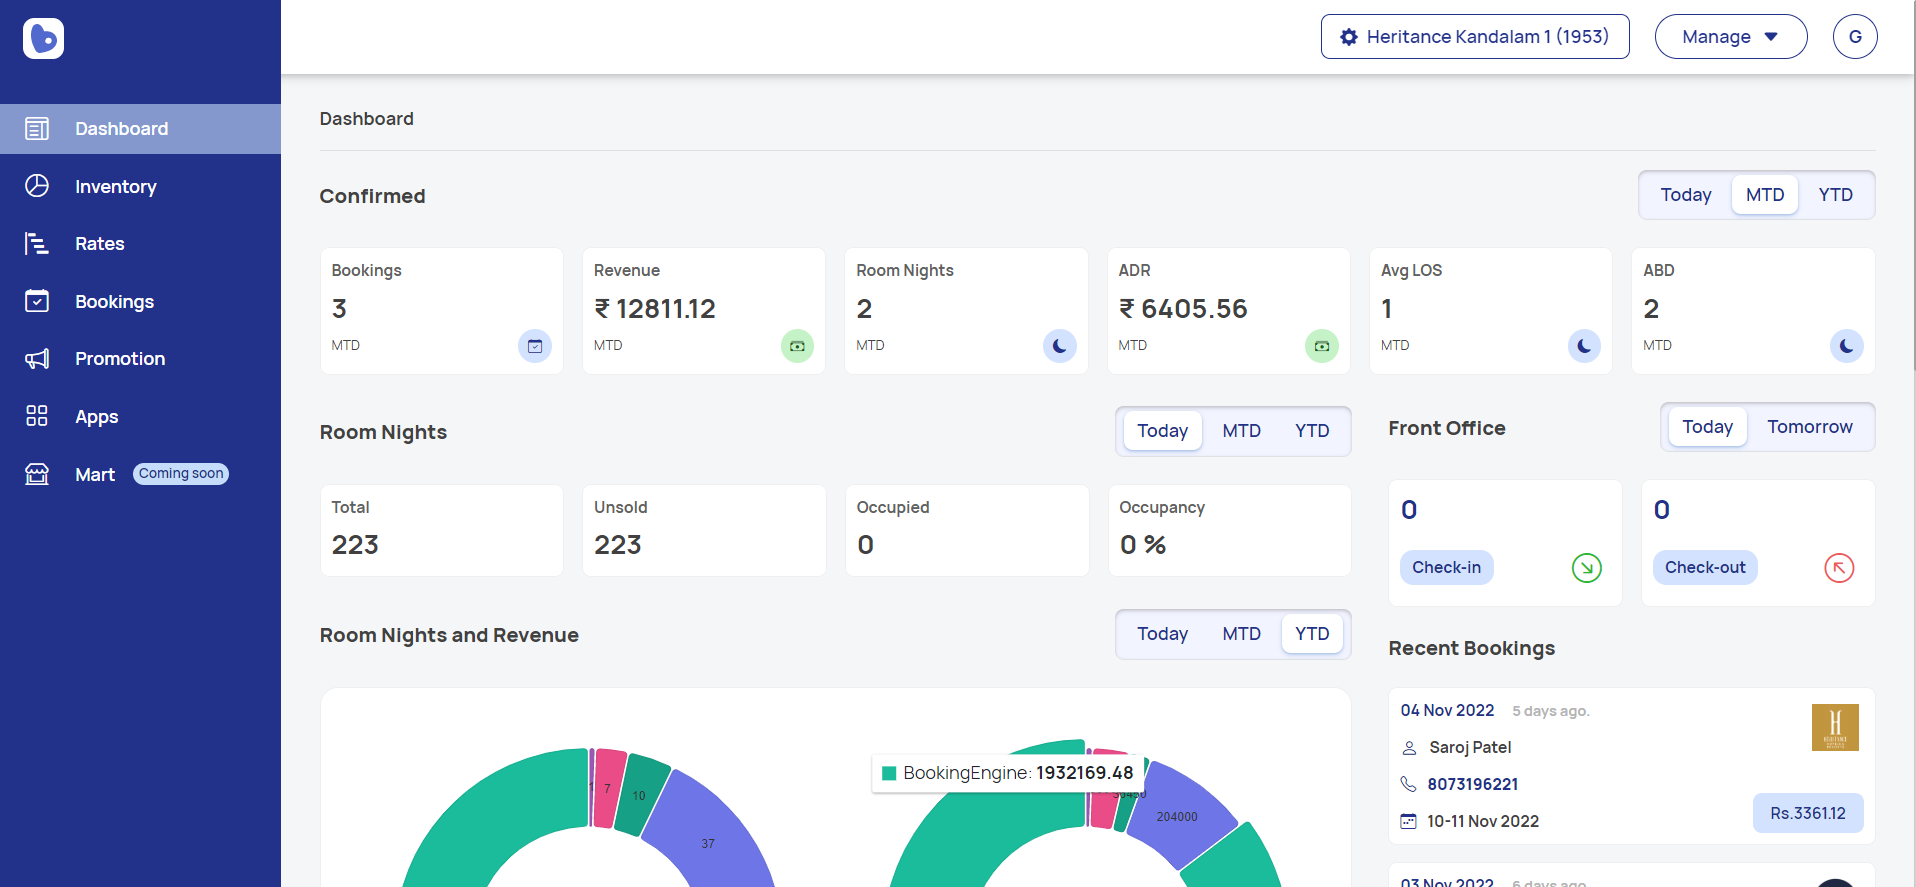 Heritance Kandalam 1 (1953)
Manage
G
Dashboard
Inventory
Rates
Bookings
Promotion
Apps
Mart Coming soon
Dashboard
Confirmed
Today MTD YTD
Bookings
3
MTD
Revenue
₹ 12811.12
MTD
Room Nights
2
MTD
ADR
₹ 6405.56
MTD
Avg LOS
1
MTD
ABD
2
MTD
Room Nights
Today MTD YTD
Total
223
Unsold
223
Occupied
0
Occupancy
0 %
Front Office
Today Tomorrow
0
Check-in
0
Check-out
Room Nights and Revenue
Today MTD YTD
1
7
10
37
BookingEngine: 1932169.48
204000
Recent Bookings
04 Nov 2022 5 days ago.
Saroj Patel
8073196221
10-11 Nov 2022
Rs.3361.12
H
HERITANCE
03 Nov 2022 6 days ago.